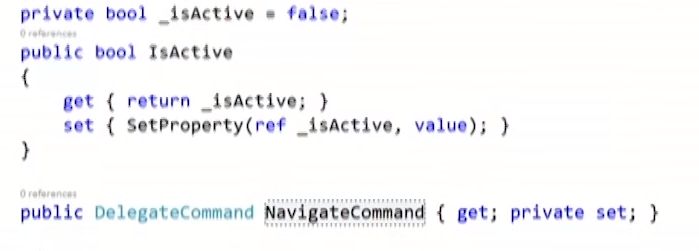 private bool _isActive = false;
0 references
public bool IsActive
{
get { return _isActive; }
set { SetProperty(ref _isActive, value); }
}
0 references
public DelegateCommand NavigateCommand { get; private set; }